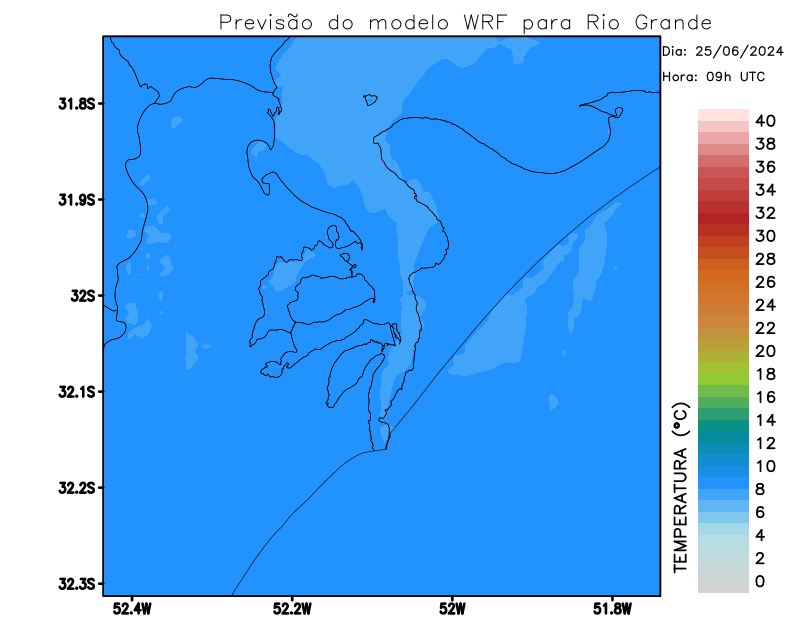 Previsão do modelo WRF para Rio Grande
Dia: 25/06/2024
Hora: 09h UTC
31.8S
31.9S
32S
32.1S
32.2S
32.3S
52.4W
52.2W
52W
51.8W
TEMPERATURA (°C)
40
38
36
34
32
30
28
26
24
22
20
18
16
14
12
10
8
6
4
2
0